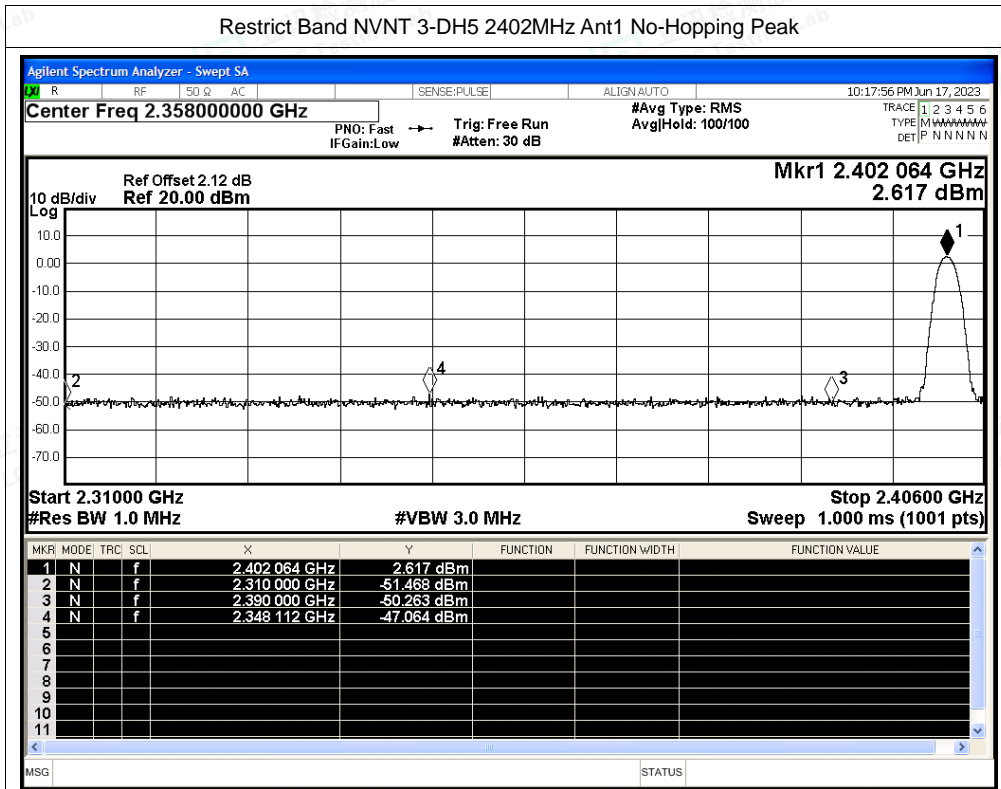 Restrict Band NVNT 3-DH5 2402MHz Ant1 No-Hopping Peak
Agilent Spectrum Analyzer - Swept SA
LXI R RF 50 Ω AC SENSE:PULSE ALIGN AUTO 10:17:56 PM Jun 17, 2023
Center Freq 2.358000000 GHz #Avg Type: RMS TRACE 1 2 3 4 5 6
PNO: Fast Trig: Free Run Avg|Hold: 100/100 TYPE M WWWWW
IFGain:Low #Atten: 30 dB DET P N N N N N
Mkr1 2.402 064 GHz
Ref Offset 2.12 dB
10 dB/div Ref 20.00 dBm 2.617 dBm
Log
10.0
1
0.00
-10.0
-20.0
-30.0
-40.0
2
4
3
-50.0
-60.0
-70.0
Start 2.31000 GHz Stop 2.40600 GHz
#Res BW 1.0 MHz #VBW 3.0 MHz Sweep 1.000 ms (1001 pts)
MKR MODE TRC SCL X Y FUNCTION FUNCTION WIDTH FUNCTION VALUE
1 N f 2.402 064 GHz 2.617 dBm
2 N f 2.310 000 GHz -51.468 dBm
3 N f 2.390 000 GHz -50.263 dBm
4 N f 2.348 112 GHz -47.064 dBm
5
6
7
8
9
10
11
MSG STATUS